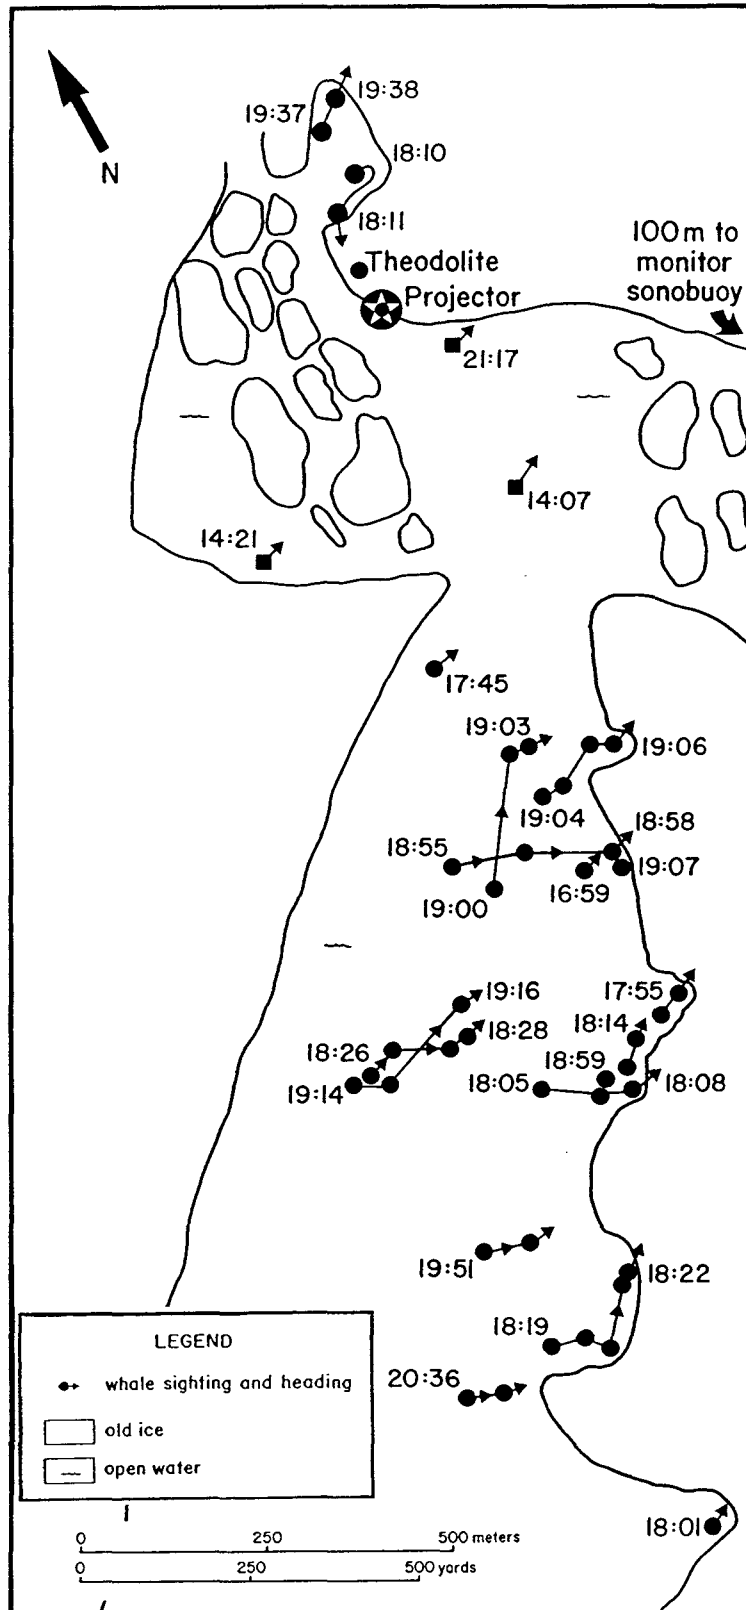 19:38
19:37
18:10
N
18:11
100m to
monitor
sonobuoy
Theodolite
Projector
21:17
14:07
14:21
17:45
19:03
19:06
19:04
18:58
18:55
19:07
16:59
19:00
19:16
17:55
18:14
18:28
18:26
18:59
19:14
18:05
18:08
19:51
18:22
18:19
20:36
LEGEND
whale sighting and heading
old ice
open water
18:01
0 250 500 meters
0 250 500 yards